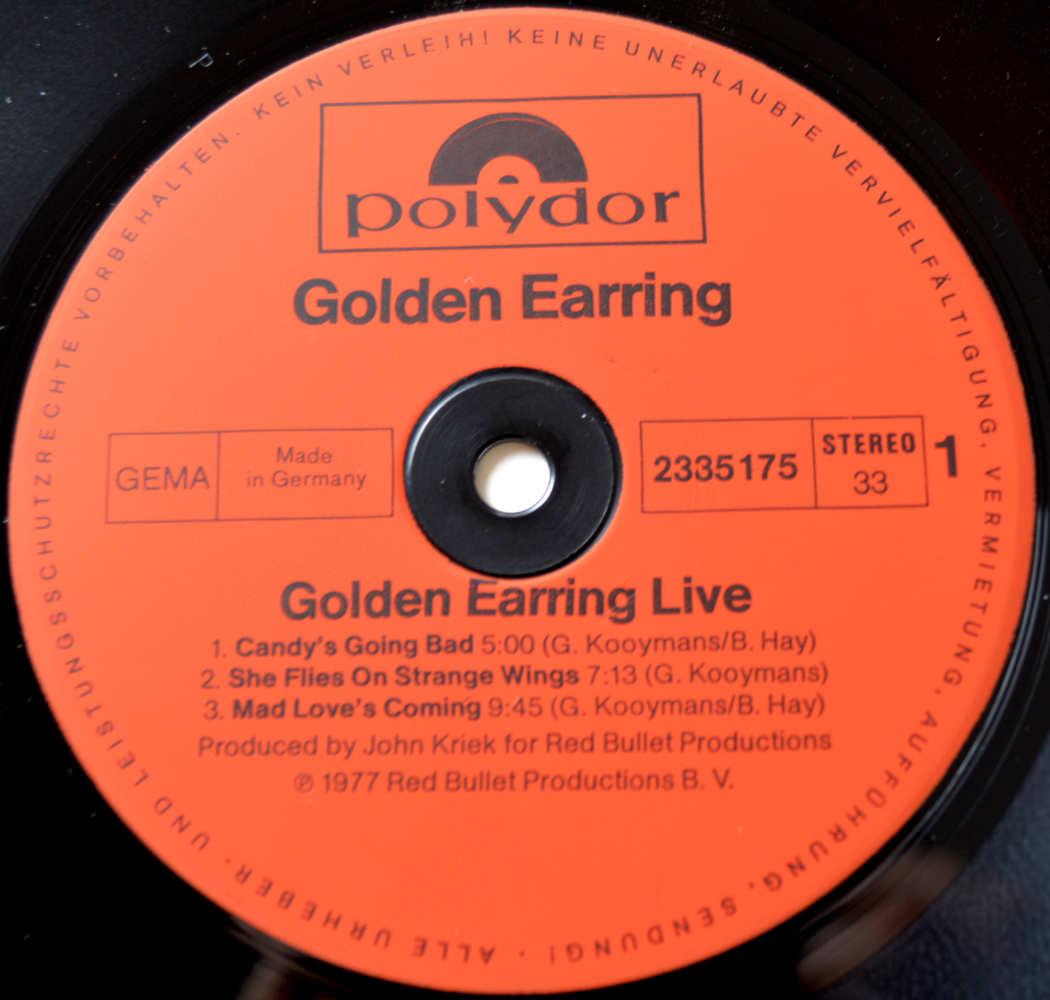 ALLE URHEBER- UND LEISTUNGSSCHUTZRECHTE VORBEHALTEN. KEIN VERLEIH! KEINE UNERLAUBTE VERVIELFÄLTIGUNG, VERMIETUNG, AUFFÜHRUNG, SENDUNG! ·
P
polydor
Golden Earring
GEMA
Made
in Germany
2335175
STEREO
33
1
Golden Earring Live
1. Candy's Going Bad 5:00 (G. Kooymans/B. Hay)
2. She Flies On Strange Wings 7:13 (G. Kooymans)
3. Mad Love's Coming 9:45 (G. Kooymans/B. Hay)
Produced by John Kriek for Red Bullet Productions
℗ 1977 Red Bullet Productions B. V.